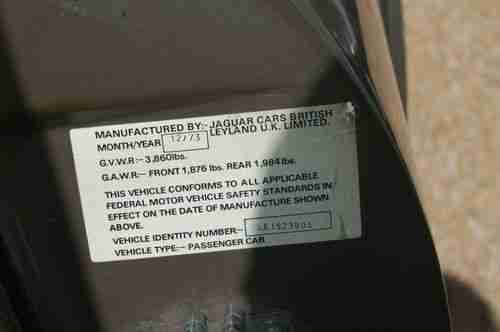 MANUFACTURED BY:- JAGUAR CARS BRITISH
LEYLAND U.K. LIMITED.
MONTH/YEAR 12/73
G.V.W.R:- 3,860lbs.
G.A.W.R- FRONT 1,876 lbs. REAR 1,984 lbs.
THIS VEHICLE CONFORMS TO ALL APPLICABLE
FEDERAL MOTOR VEHICLE SAFETY STANDARDS IN
EFFECT ON THE DATE OF MANUFACTURE SHOWN
ABOVE.
VEHICLE IDENTITY NUMBER:-
VEHICLE TYPE:- PASSENGER CAR